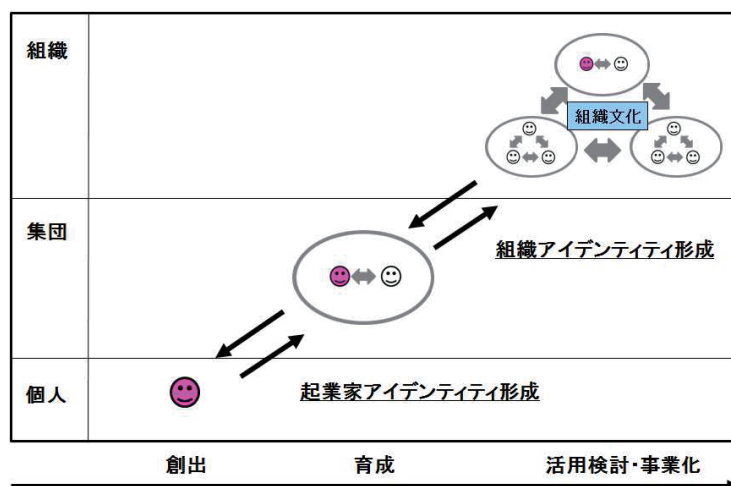 組織
組織文化
集団
組織アイデンティティ形成
個人
起業家アイデンティティ形成
創出
育成
活用検討・事業化